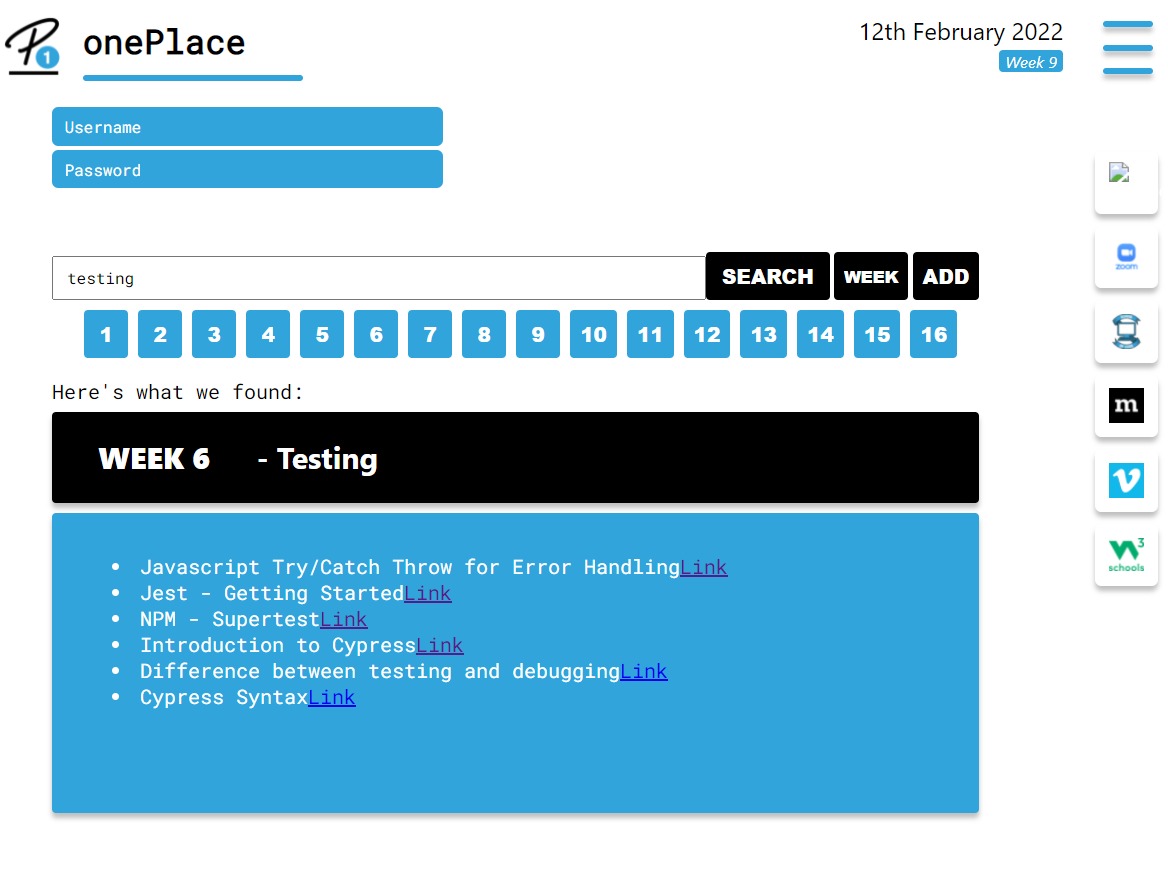 P 1
onePlace
12th February 2022
Week 9
Username
Password
testing
SEARCH WEEK ADD
1 2 3 4 5 6 7 8 9 10 11 12 13 14 15 16
Here's what we found:
WEEK 6 - Testing
Javascript Try/Catch Throw for Error HandlingLink
Jest - Getting StartedLink
NPM - SupertestLink
Introduction to CypressLink
Difference between testing and debuggingLink
Cypress SyntaxLink
zoom
m
v
w3
schools